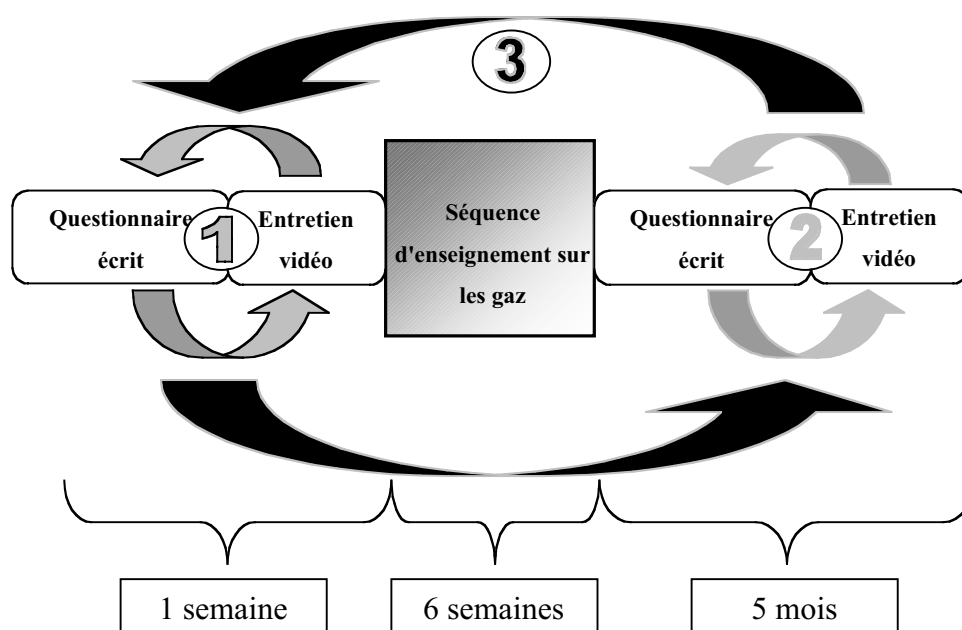 3
Questionnaire
écrit
1
Entretien
vidéo
Séquence
d'enseignement sur
les gaz
Questionnaire
écrit
2
Entretien
vidéo
1 semaine
6 semaines
5 mois